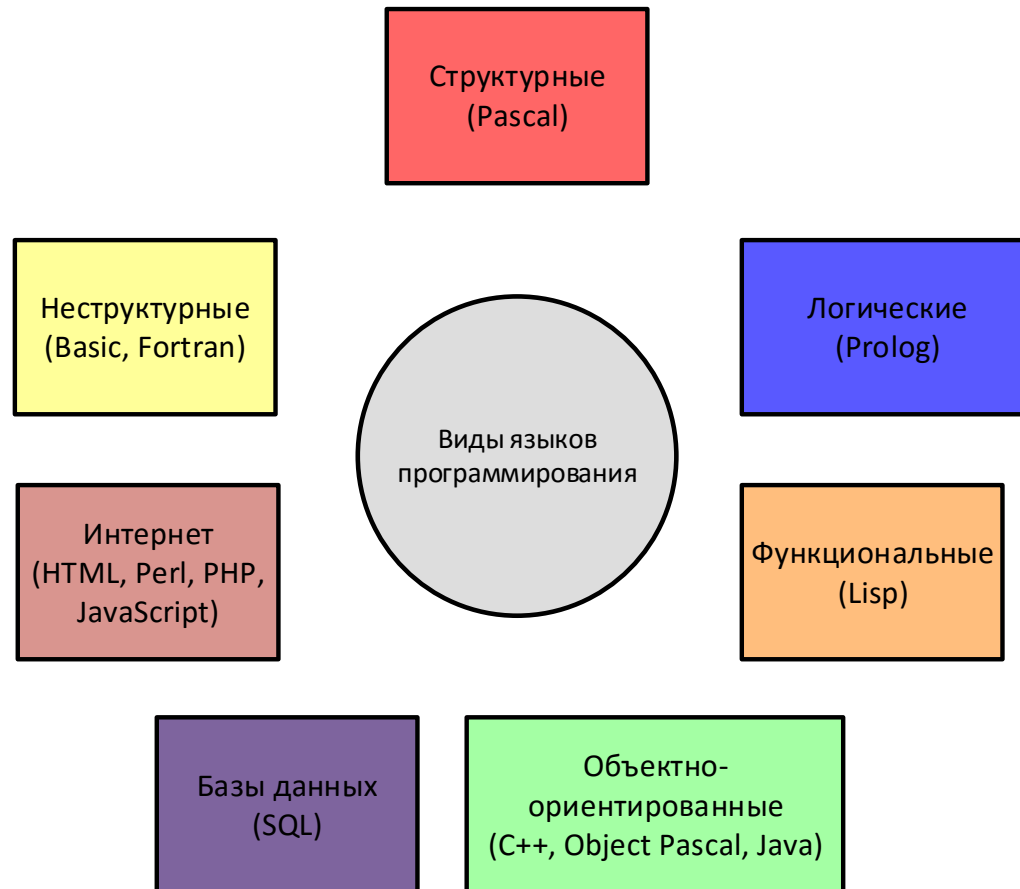 Структурные
(Pascal)
Неструктурные
(Basic, Fortran)
Логические
(Prolog)
Виды языков
программирования
Интернет
(HTML, Perl, PHP,
JavaScript)
Функциональные
(Lisp)
Базы данных
(SQL)
Объектно-
ориентированные
(C++, Object Pascal, Java)